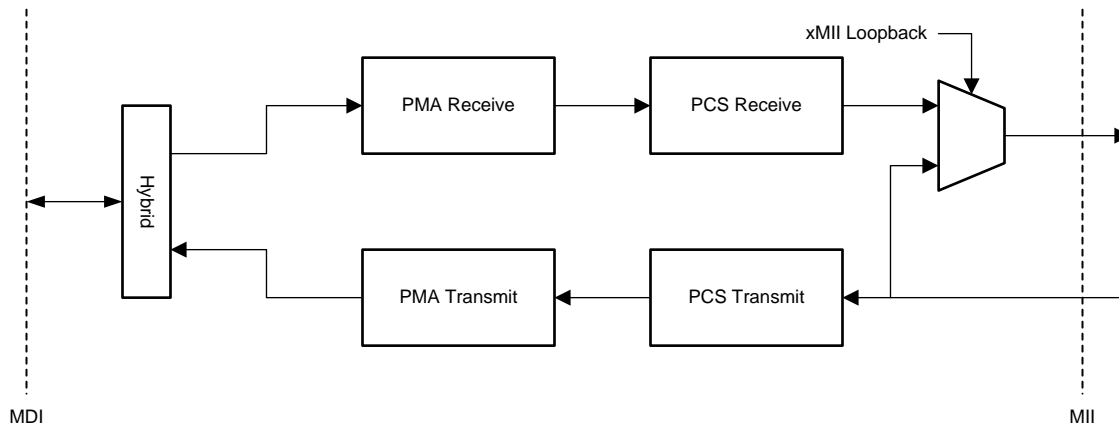 xMII Loopback
PMA Receive
PCS Receive
Hybrid
PMA Transmit
PCS Transmit
MDI
MII